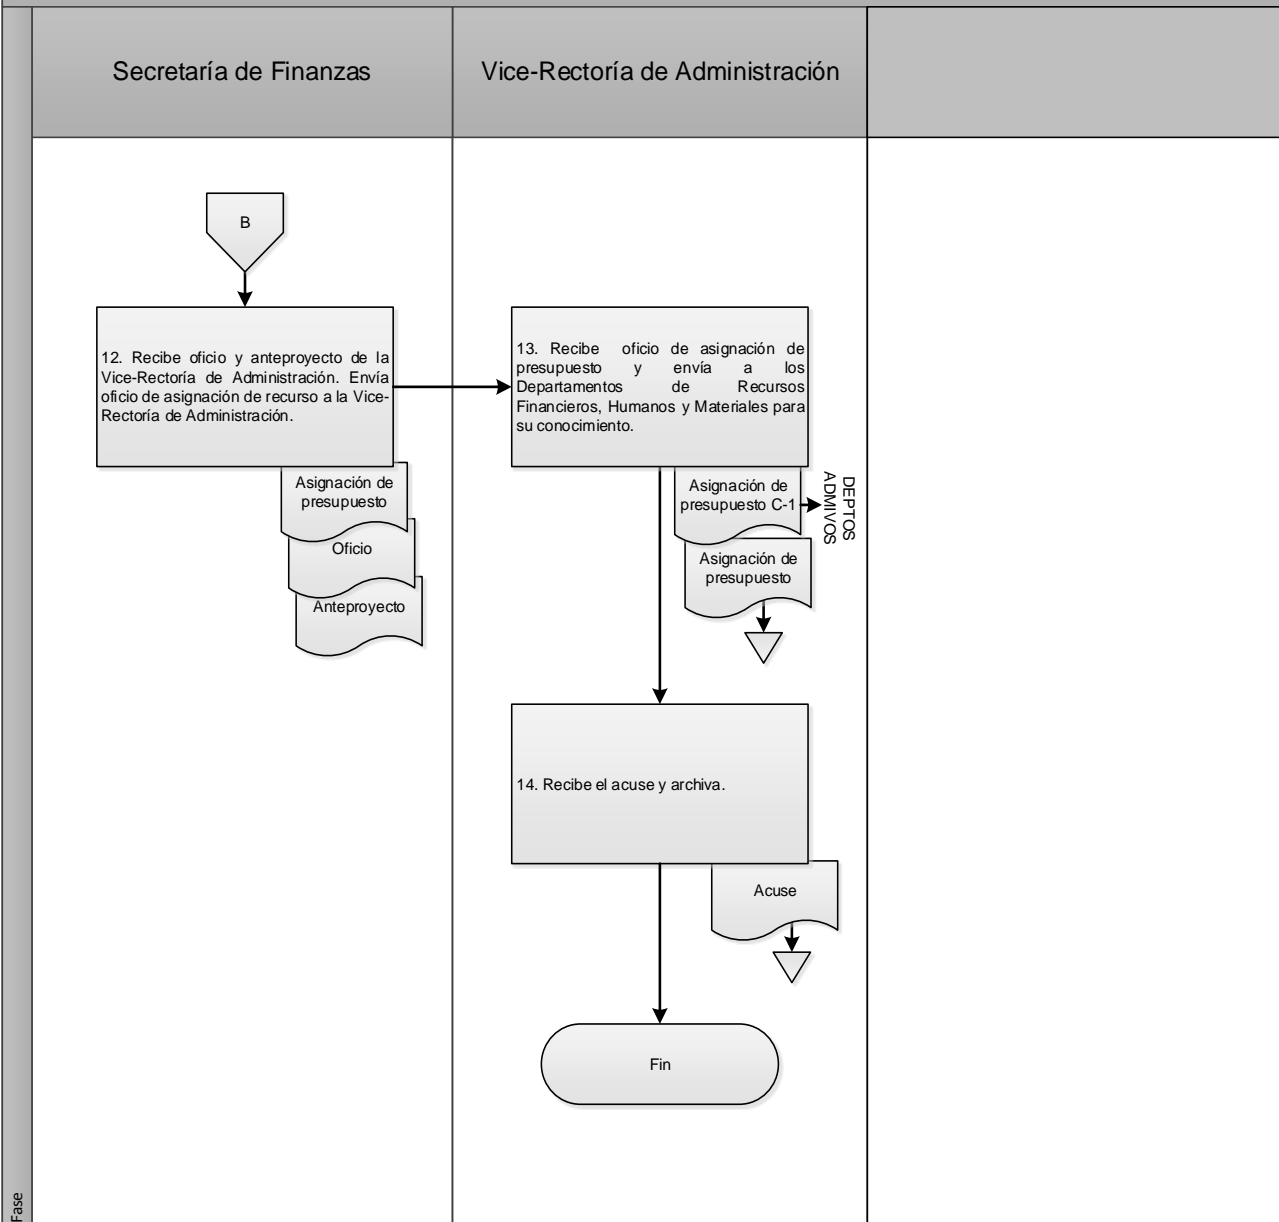 Secretaría de Finanzas
Vice-Rectoría de Administración
B
12. Recibe oficio y anteproyecto de la
Vice-Rectoría de Administración. Envía
oficio de asignación de recurso a la Vice-
Rectoría de Administración.
Asignación de
presupuesto
Oficio
Anteproyecto
13. Recibe oficio de asignación de
presupuesto y envía a los
Departamentos de Recursos
Financieros, Humanos y Materiales para
su conocimiento.
Asignación de
presupuesto C-1
DEPTOS
ADMIVOS
Asignación de
presupuesto
14. Recibe el acuse y archiva.
Acuse
Fin
Fase